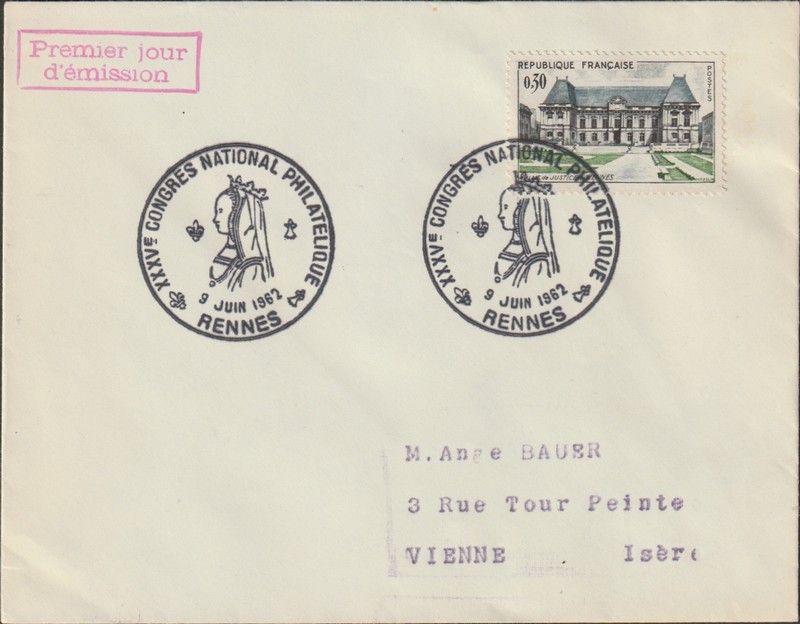 Premier jour
d'émission
REPUBLIQUE FRANÇAISE
0,30
POSTES
XXXVE CONGRES NATIONAL PHILATELIQUE
9 JUIN 1962
RENNES
XXXVE CONGRES NATIONAL PHILATELIQUE
9 JUIN 1962
RENNES
M. Ange BAUER
3 Rue Tour Peinte
VIENNE Isère